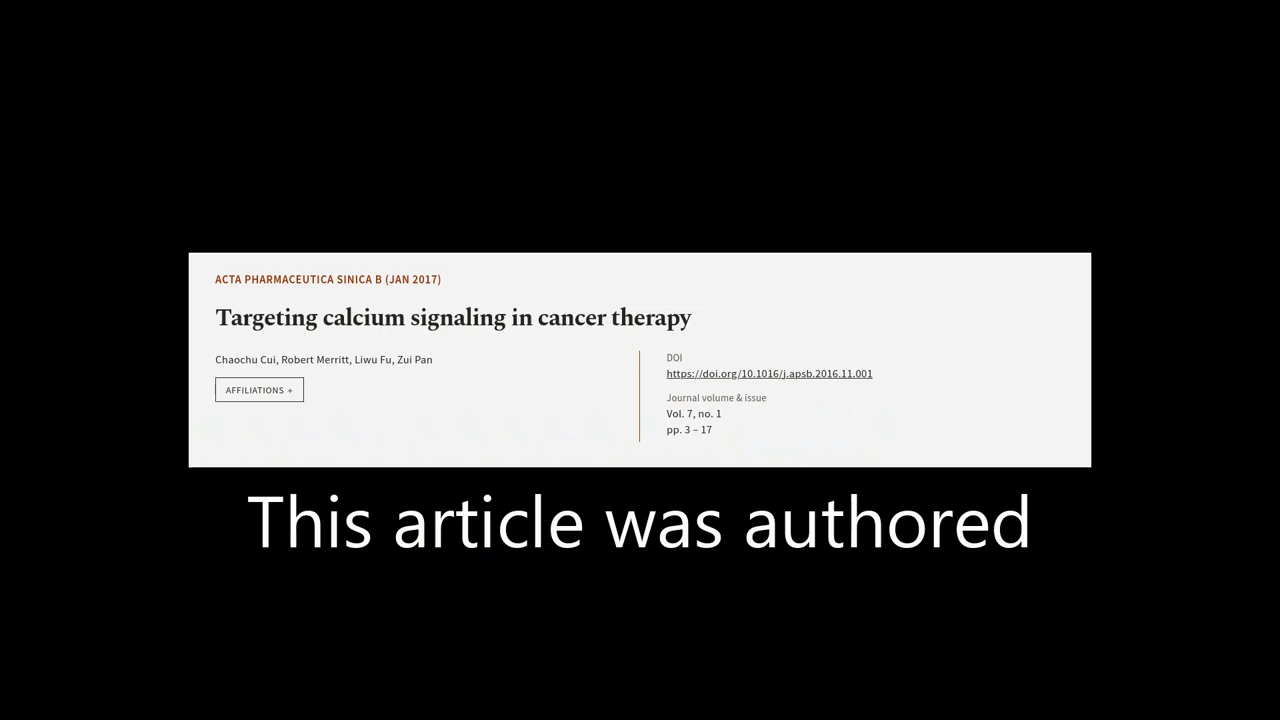 ACTA PHARMACEUTICA SINICA B (JAN 2017)
Targeting calcium signaling in cancer therapy
Chaochu Cui, Robert Merritt, Liwu Fu, Zui Pan
AFFILIATIONS +
DOI
https://doi.org/10.1016/j.apsb.2016.11.001
Journal volume & issue
Vol. 7, no. 1
pp. 3 – 17
This article was authored